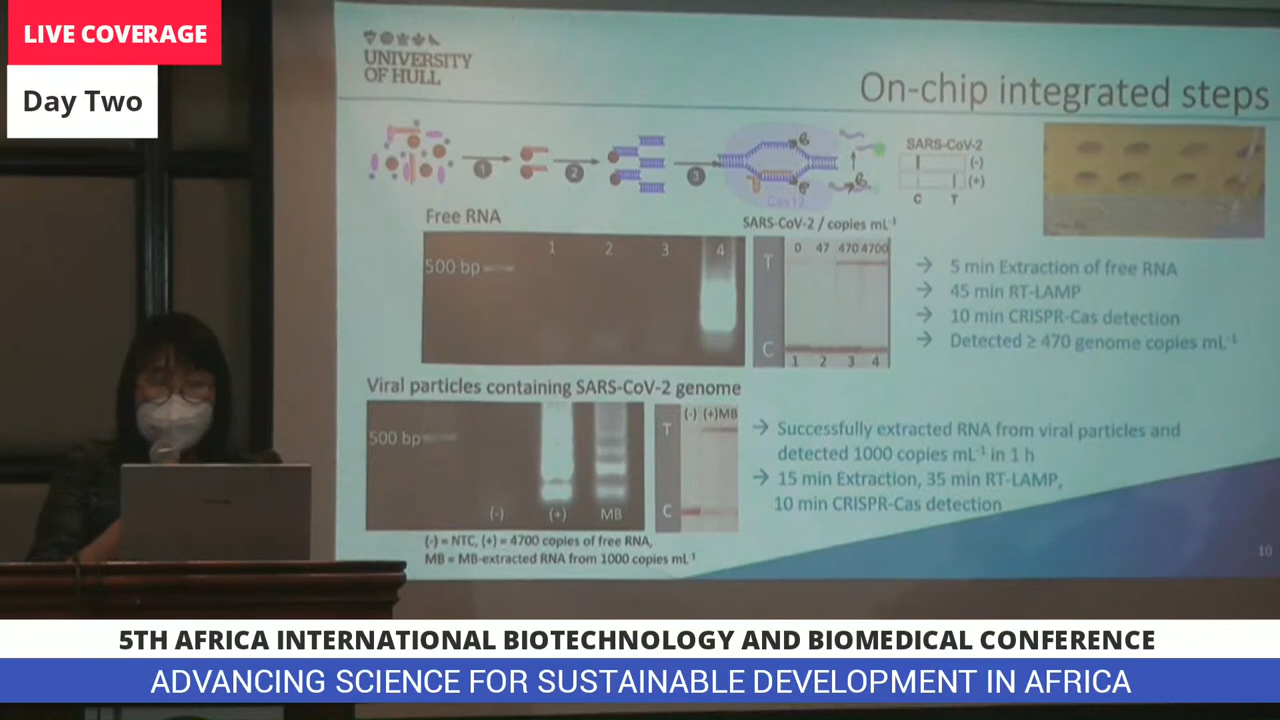 LIVE COVERAGE
Day Two
UNIVERSITY
OF HULL
On-chip integrated steps
1
2
3
Cas12
SARS-CoV-2
(-)
(+)
C T
Free RNA
500 bp
1 2 3 4
SARS-CoV-2 / copies mL⁻¹
T
0 47 470 4700
C
1 2 3 4
→ 5 min Extraction of free RNA
→ 45 min RT-LAMP
→ 10 min CRISPR-Cas detection
→ Detected ≥ 470 genome copies mL⁻¹
Viral particles containing SARS-CoV-2 genome
500 bp
(-) (+) MB
T
(-) (+)MB
C
→ Successfully extracted RNA from viral particles and
detected 1000 copies mL⁻¹ in 1 h
→ 15 min Extraction, 35 min RT-LAMP,
10 min CRISPR-Cas detection
(-) = NTC, (+) = 4700 copies of free RNA,
MB = MB-extracted RNA from 1000 copies mL⁻¹
10
5TH AFRICA INTERNATIONAL BIOTECHNOLOGY AND BIOMEDICAL CONFERENCE
ADVANCING SCIENCE FOR SUSTAINABLE DEVELOPMENT IN AFRICA